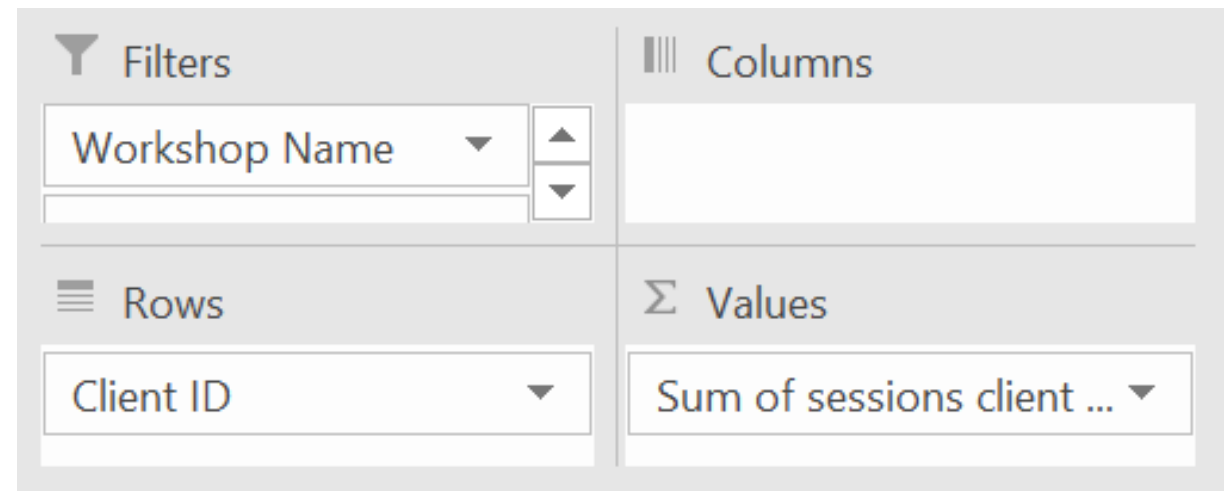 Filters
Columns
Workshop Name
Rows
Σ Values
Client ID
Sum of sessions client ...